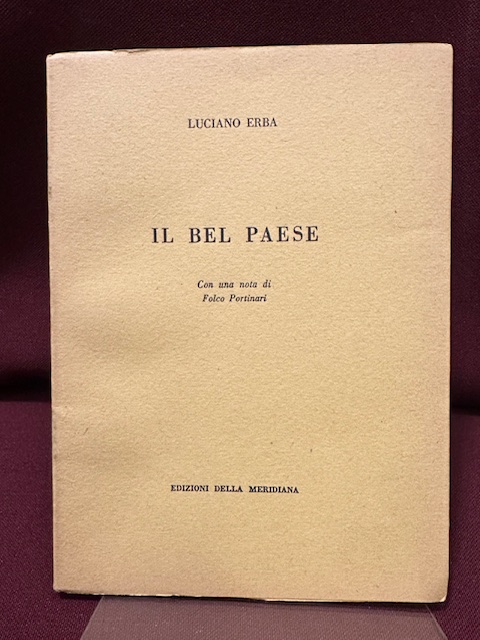 LUCIANO ERBA
IL BEL PAESE
Con una nota di
Folco Portinari
EDIZIONI DELLA MERIDIANA